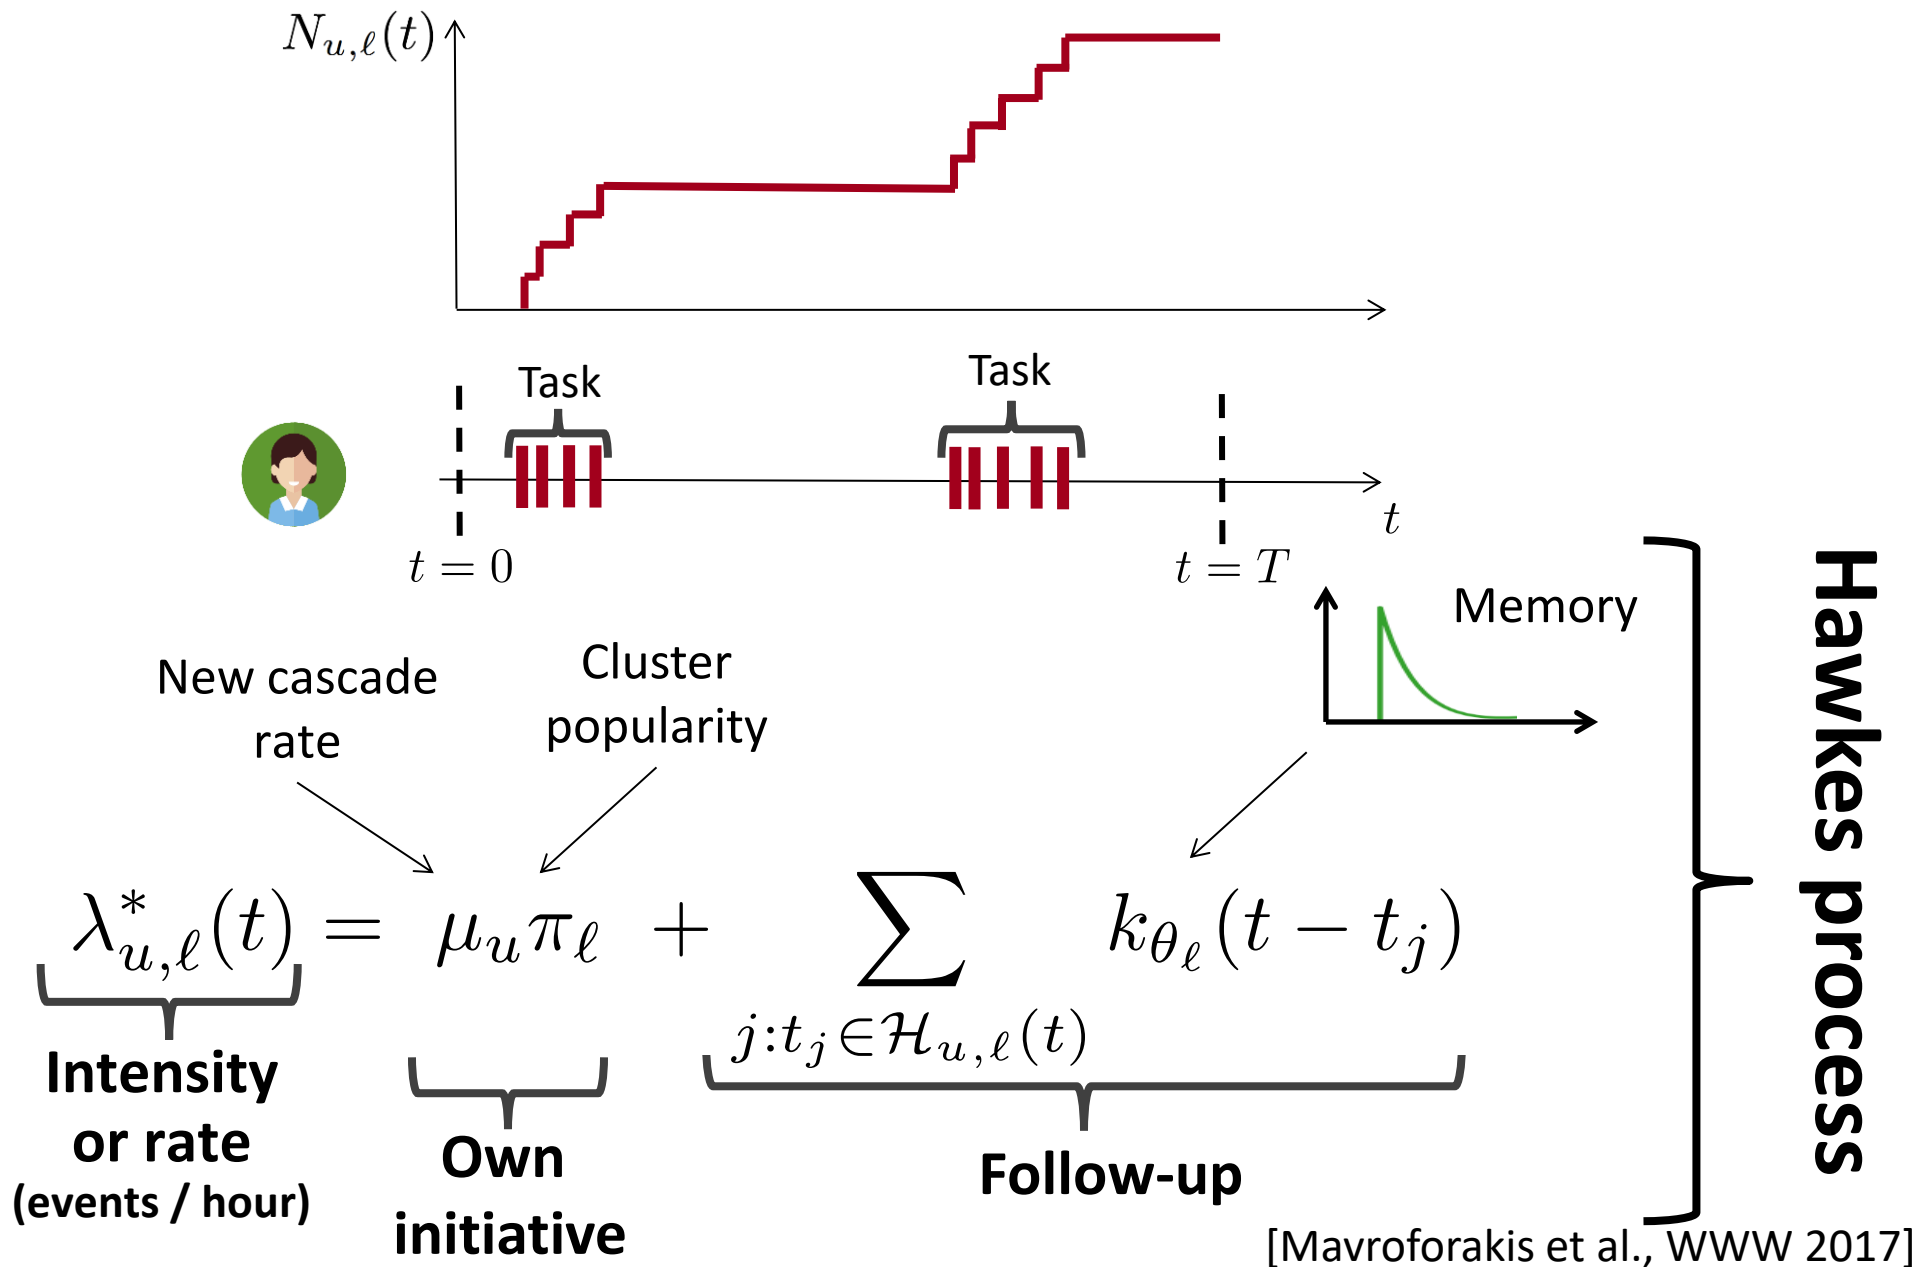 N_{u,ℓ}(t)
Task
Task
t
t = 0
t = T
Memory
New cascade
rate
Cluster
popularity
λ*_{u,ℓ}(t) = μ_u π_ℓ + ∑ k_{θ_ℓ}(t − t_j)
j:t_j∈ℋ_{u,ℓ}(t)
Intensity
or rate
(events / hour)
Own
initiative
Follow-up
Hawkes process
[Mavroforakis et al., WWW 2017]